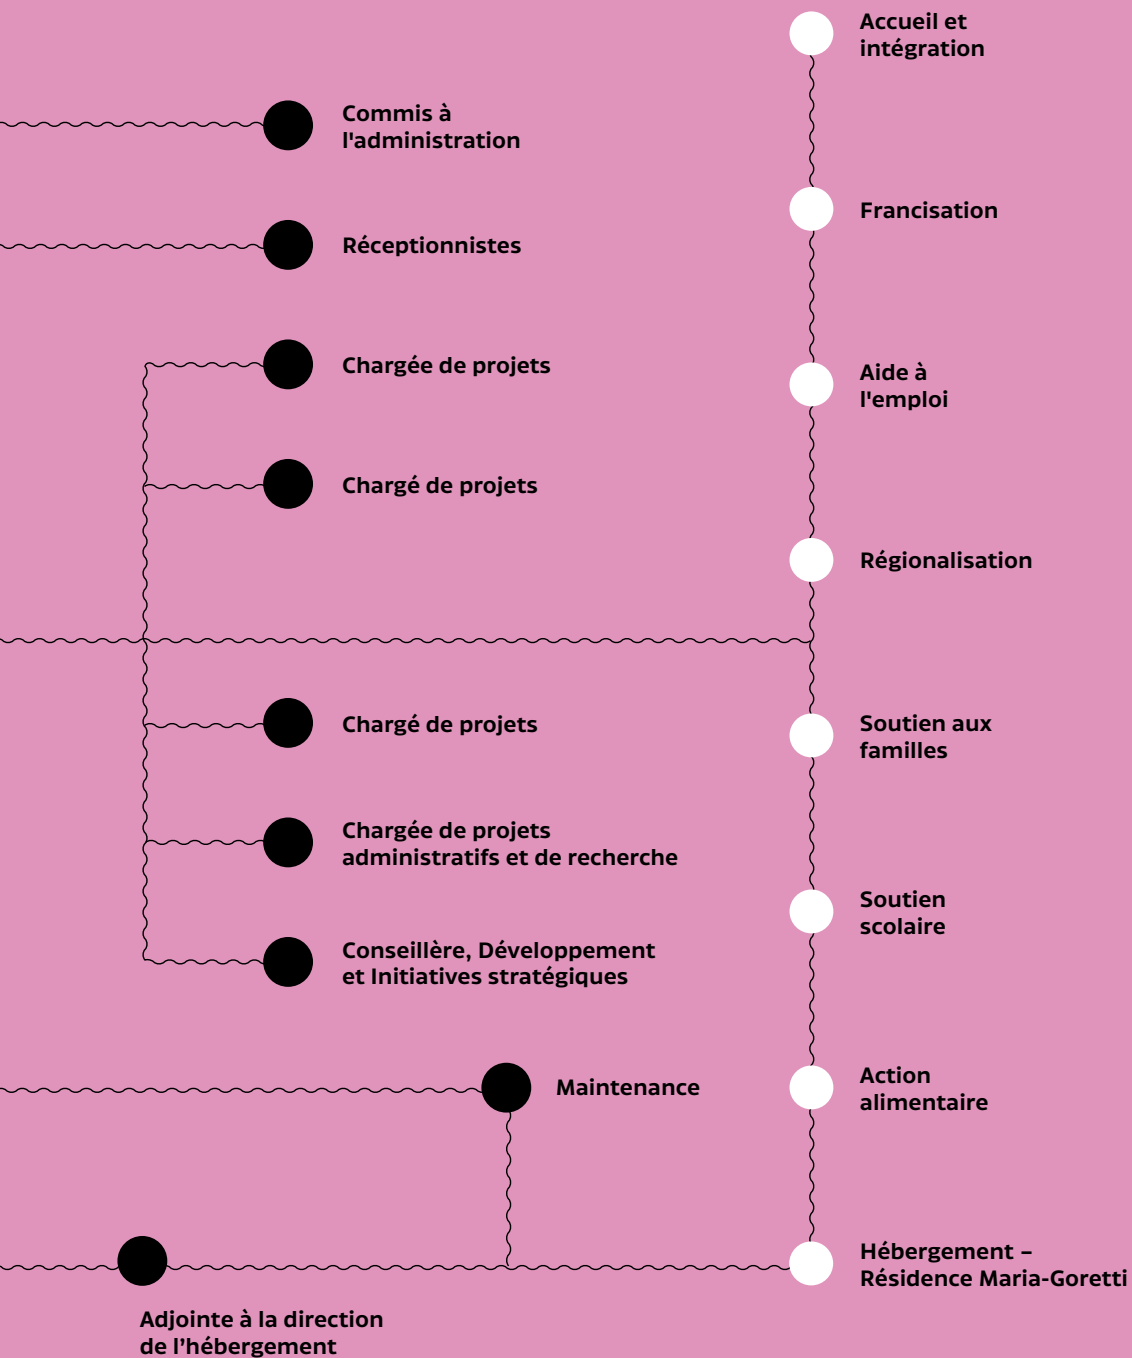 Accueil et
intégration
Commis à
l'administration
Francisation
Réceptionnistes
Chargée de projets
Aide à
l'emploi
Chargé de projets
Régionalisation
Chargé de projets
Soutien aux
familles
Chargée de projets
administratifs et de recherche
Soutien
scolaire
Conseillère, Développement
et Initiatives stratégiques
Maintenance
Action
alimentaire
Hébergement –
Résidence Maria-Goretti
Adjointe à la direction
de l’hébergement